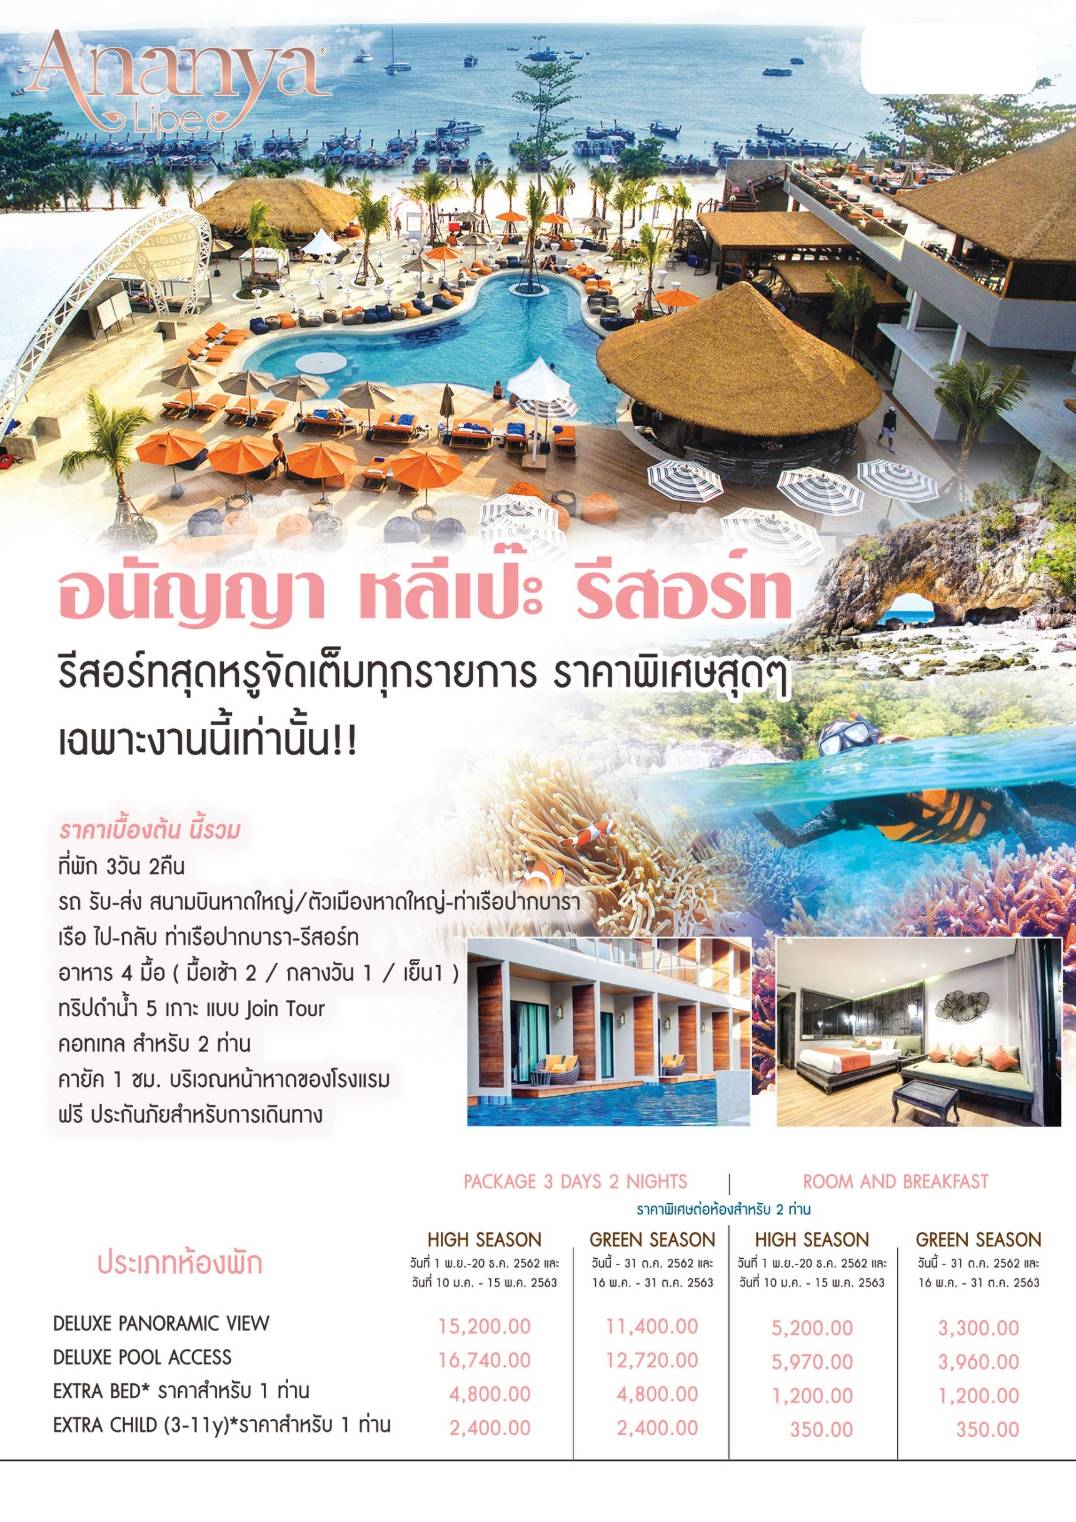 Ananya
Lipe
อนัญญา หลีเป๊ะ รีสอร์ท
รีสอร์ทสุดหรูจัดเต็มทุกรายการ ราคาพิเศษสุดๆ
เฉพาะงานนี้เท่านั้น!!
ราคาเบื้องต้น นี้รวม
ที่พัก 3วัน 2คืน
รถ รับ-ส่ง สนามบินหาดใหญ่/ตัวเมืองหาดใหญ่-ท่าเรือปากบารา
เรือ ไป-กลับ ท่าเรือปากบารา-รีสอร์ท
อาหาร 4 มื้อ ( มื้อเช้า 2 / กลางวัน 1 / เย็น1 )
ทริปดำน้ำ 5 เกาะ แบบ Join Tour
คอทเทล สำหรับ 2 ท่าน
คายัค 1 ชม. บริเวณหน้าหาดของโรงแรม
ฟรี ประกันภัยสำหรับการเดินทาง
PACKAGE 3 DAYS 2 NIGHTS ROOM AND BREAKFAST
ราคาพิเศษต่อห้องสำหรับ 2 ท่าน
ประเภทห้องพัก
HIGH SEASON GREEN SEASON HIGH SEASON GREEN SEASON
วันที่ 1 พ.ย.-20 ธ.ค. 2562 และ วันนี้ - 31 ต.ค. 2562 และ วันที่ 1 พ.ย.-20 ธ.ค. 2562 และ วันนี้ - 31 ต.ค. 2562 และ
วันที่ 10 ม.ค. - 15 พ.ค. 2563 16 พ.ค. - 31 ต.ค. 2563 วันที่ 10 ม.ค. - 15 พ.ค. 2563 16 พ.ค. - 31 ต.ค. 2563
DELUXE PANORAMIC VIEW 15,200.00 11,400.00 5,200.00 3,300.00
DELUXE POOL ACCESS 16,740.00 12,720.00 5,970.00 3,960.00
EXTRA BED* ราคาสำหรับ 1 ท่าน 4,800.00 4,800.00 1,200.00 1,200.00
EXTRA CHILD (3-11y)*ราคาสำหรับ 1 ท่าน 2,400.00 2,400.00 350.00 350.00